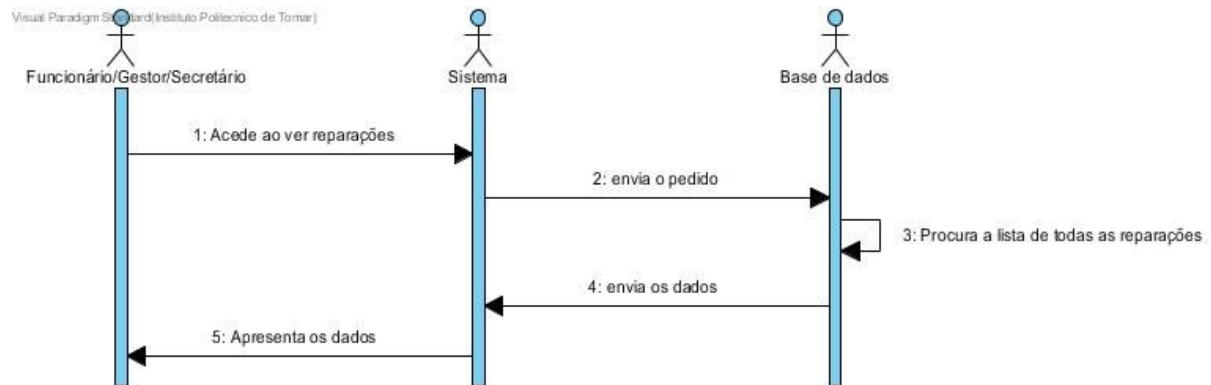 Visual Paradigm Standard(Instituto Politecnico de Tomar)
Funcionário/Gestor/Secretário
Sistema
Base de dados
1: Acede ao ver reparações
2: envia o pedido
3: Procura a lista de todas as reparações
4: envia os dados
5: Apresenta os dados